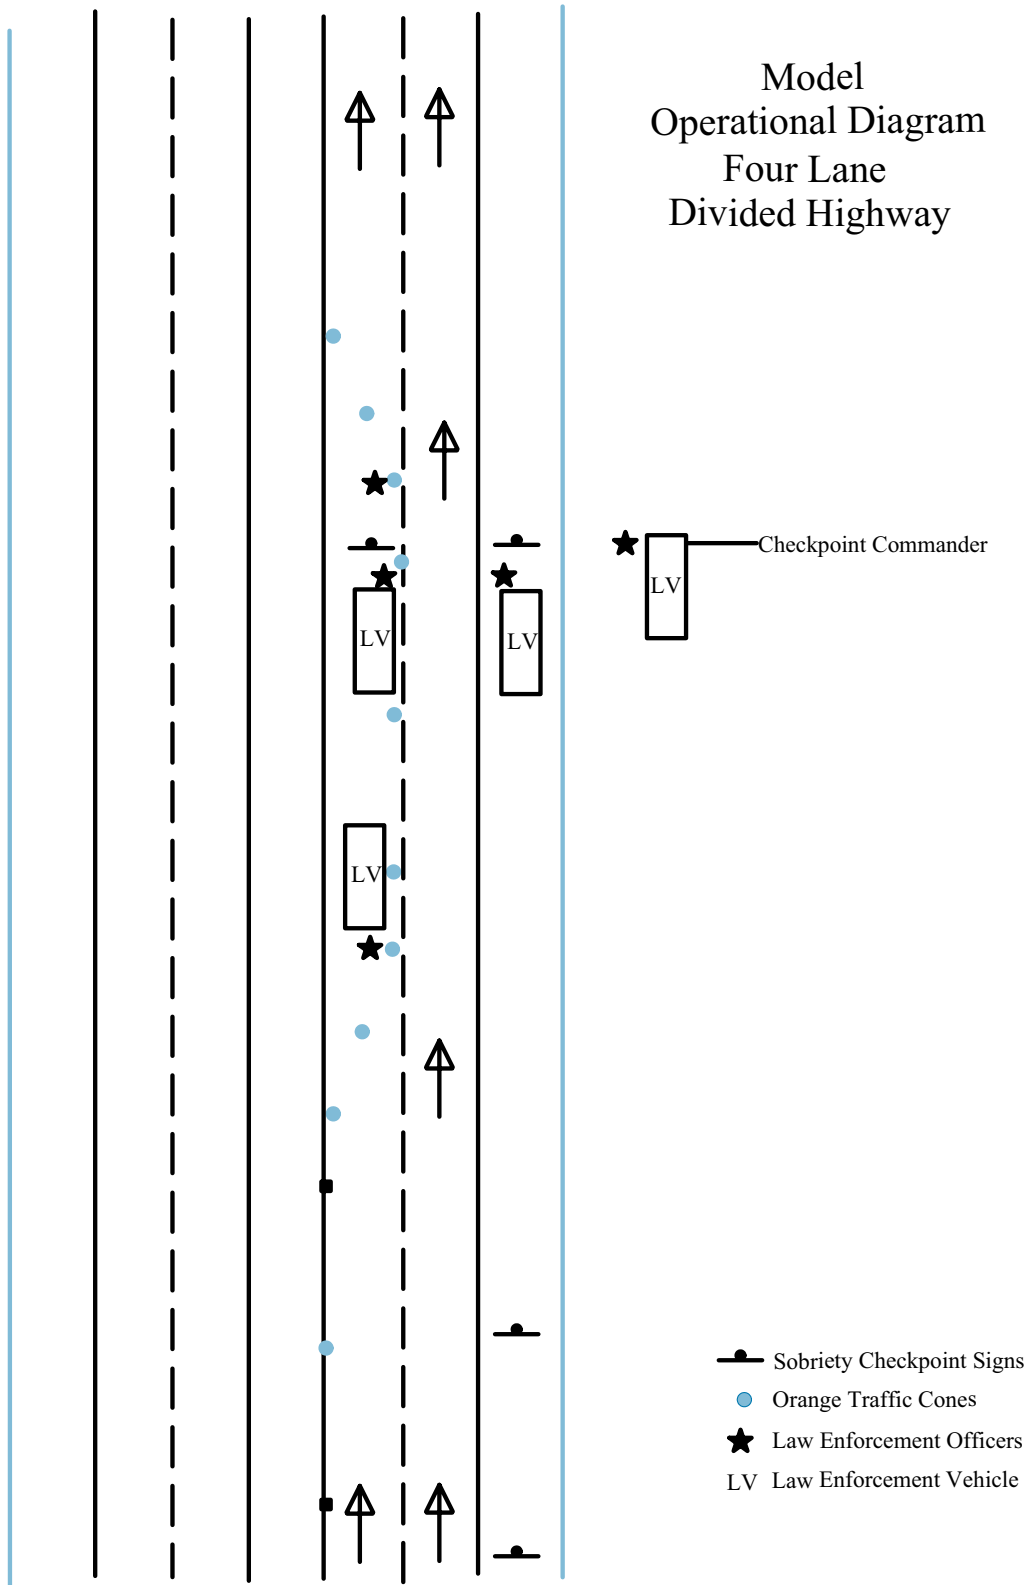 Model
Operational Diagram
Four Lane
Divided Highway
Checkpoint Commander
LV
LV
LV
LV
Sobriety Checkpoint Signs
Orange Traffic Cones
Law Enforcement Officers
LV Law Enforcement Vehicle